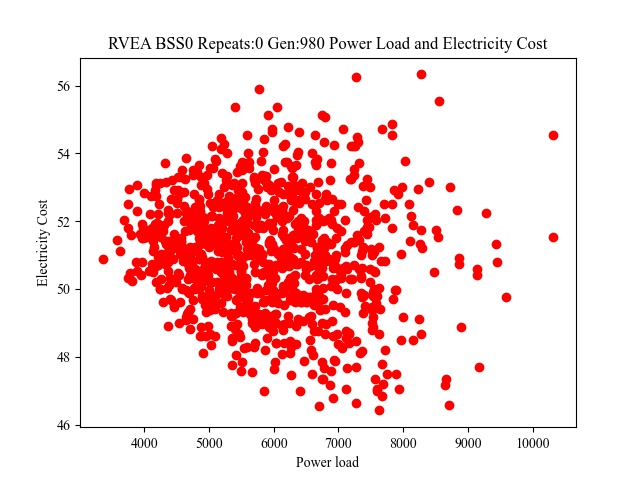 RVEA BSS0 Repeats:0 Gen:980 Power Load and Electricity Cost
Electricity Cost
56
54
52
50
48
46
4000 5000 6000 7000 8000 9000 10000
Power load